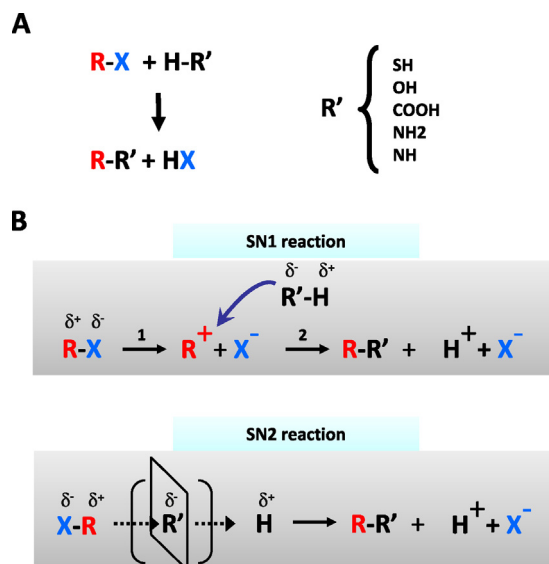 A
R-X + H-R’
R-R’ + HX
R’
SH
OH
COOH
NH2
NH
B
SN1 reaction
δ- δ+
R’-H
δ+ δ-
R-X 1 R+ + X- 2 R-R’ + H+ + X-
SN2 reaction
δ- δ+ δ- δ+
X-R R’ H R-R’ + H+ + X-